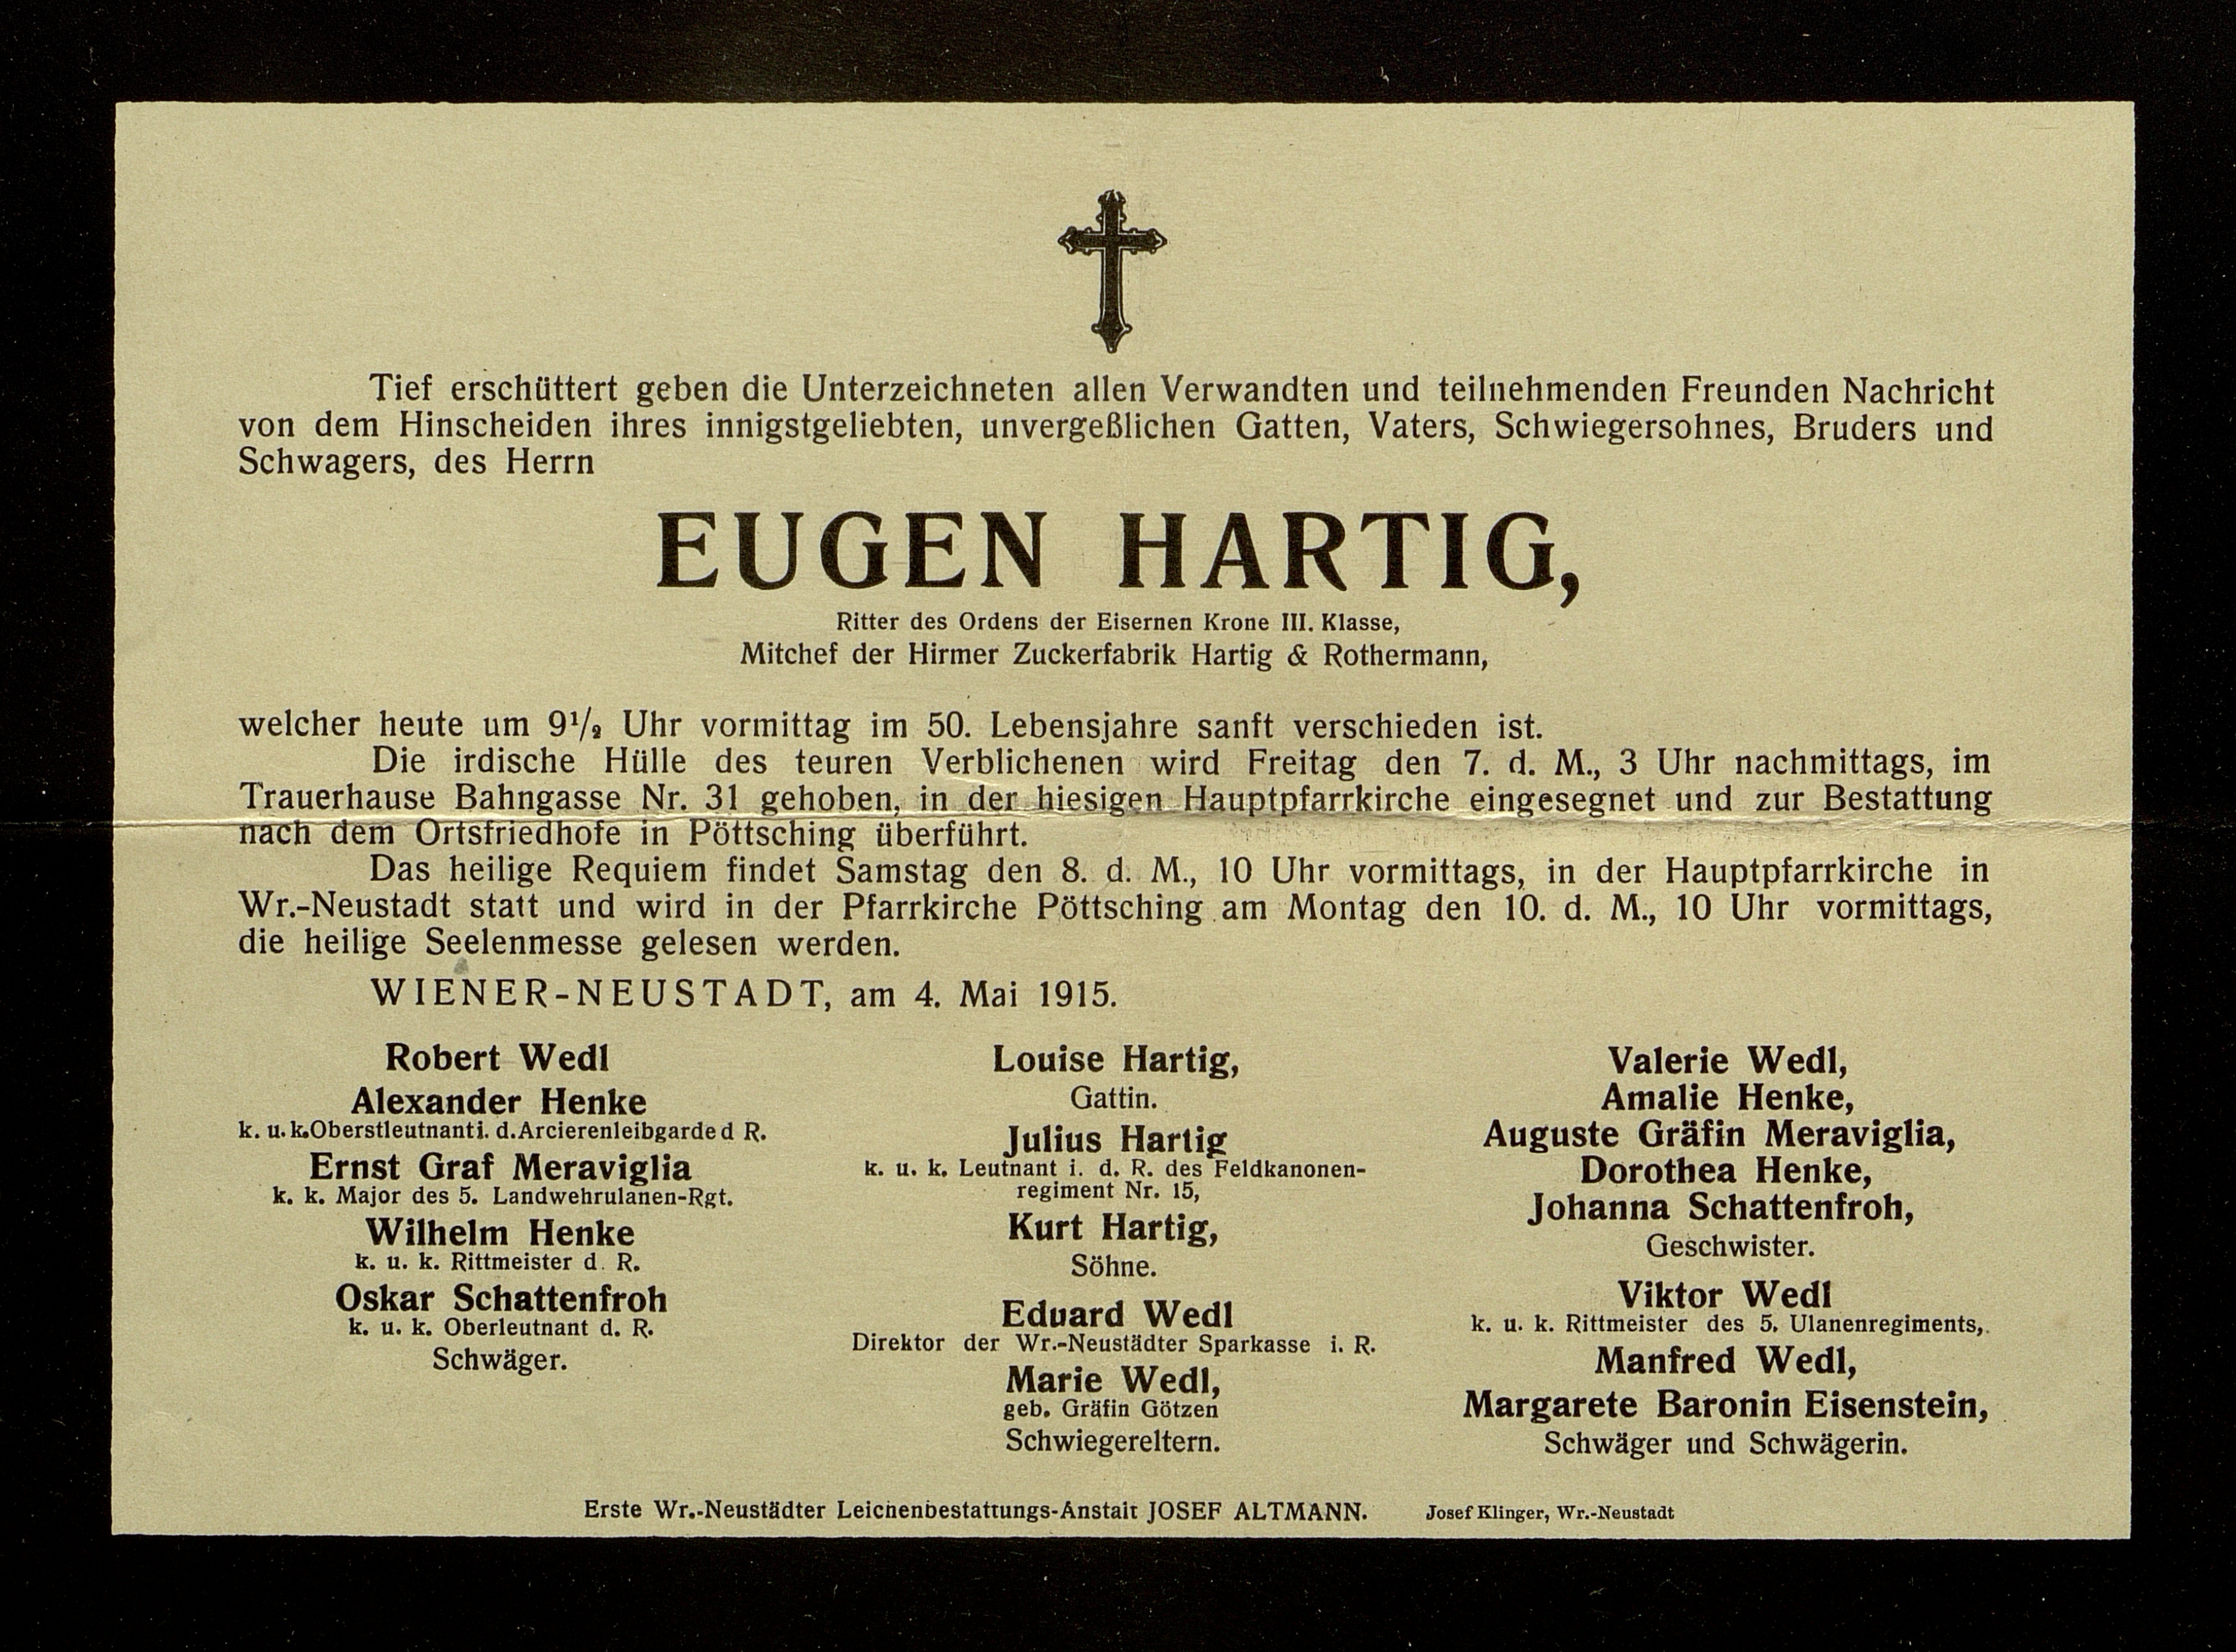 Tief erschüttert geben die Unterzeichneten allen Verwandten und teilnehmenden Freunden Nachricht
von dem Hinscheiden ihres innigstgeliebten, unvergeßlichen Gatten, Vaters, Schwiegersohnes, Bruders und
Schwagers, des Herrn
EUGEN HARTIG,
Ritter des Ordens der Eisernen Krone III. Klasse,
Mitchef der Hirmer Zuckerfabrik Hartig & Rothermann,
welcher heute um 9½ Uhr vormittag im 50. Lebensjahre sanft verschieden ist.
Die irdische Hülle des teuren Verblichenen wird Freitag den 7. d. M., 3 Uhr nachmittags, im
Trauerhause Bahngasse Nr. 31 gehoben, in der hiesigen Hauptpfarrkirche eingesegnet und zur Bestattung
nach dem Ortsfriedhofe in Pöttsching überführt.
Das heilige Requiem findet Samstag den 8. d. M., 10 Uhr vormittags, in der Hauptpfarrkirche in
Wr.-Neustadt statt und wird in der Pfarrkirche Pöttsching am Montag den 10. d. M., 10 Uhr vormittags,
die heilige Seelenmesse gelesen werden.
WIENER-NEUSTADT, am 4. Mai 1915.
Robert Wedl
Alexander Henke
k. u. k. Oberstleutnant i. d. Arcierenleibgarde d R.
Ernst Graf Meraviglia
k. k. Major des 5. Landwehrulanen-Rgt.
Wilhelm Henke
k. u. k. Rittmeister d. R.
Oskar Schattenfroh
k. u. k. Oberleutnant d. R.
Schwäger.
Louise Hartig,
Gattin.
Julius Hartig
k. u. k. Leutnant i. d. R. des Feldkanonen-
regiment Nr. 15,
Kurt Hartig,
Söhne.
Eduard Wedl
Direktor der Wr.-Neustädter Sparkasse i. R.
Marie Wedl,
geb. Gräfin Götzen
Schwiegereltern.
Valerie Wedl,
Amalie Henke,
Auguste Gräfin Meraviglia,
Dorothea Henke,
Johanna Schattenfroh,
Geschwister.
Viktor Wedl
k. u. k. Rittmeister des 5. Ulanenregiments,
Manfred Wedl,
Margarete Baronin Eisenstein,
Schwäger und Schwägerin.
Erste Wr.-Neustädter Leichenbestattungs-Anstalt JOSEF ALTMANN. Josef Klinger, Wr.-Neustadt